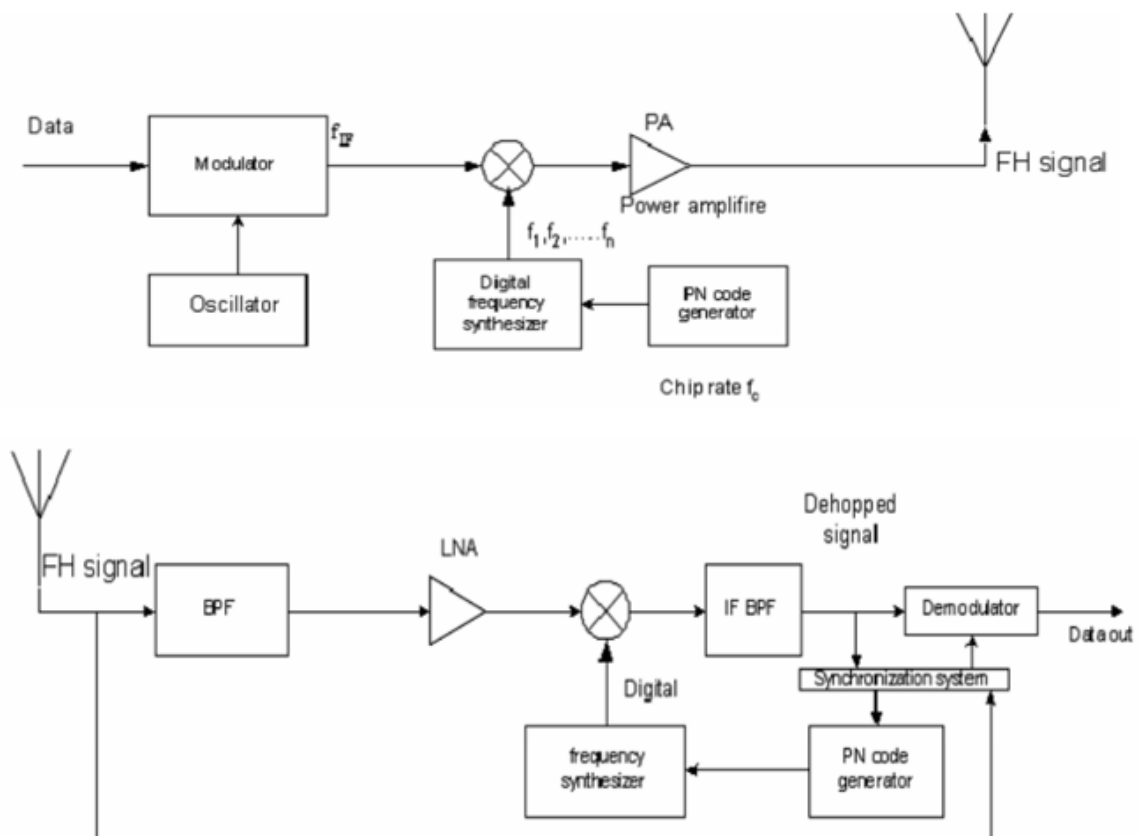 Data
Modulator
f_IF
PA
Power amplifire
FH signal
f₁,f₂,......fₙ
Oscillator
Digital
frequency
synthesizer
PN code
generator
Chip rate f_c
FH signal
BPF
LNA
Dehopped
signal
IF BPF
Demodulator
Data out
Synchronization system
Digital
frequency
synthesizer
PN code
generator